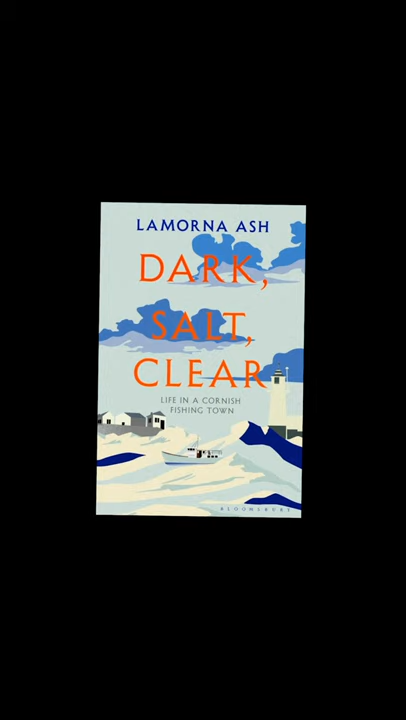 LAMORNA ASH
DARK,
SALT,
CLEAR
LIFE IN A CORNISH
FISHING TOWN
BLOOMSBURY